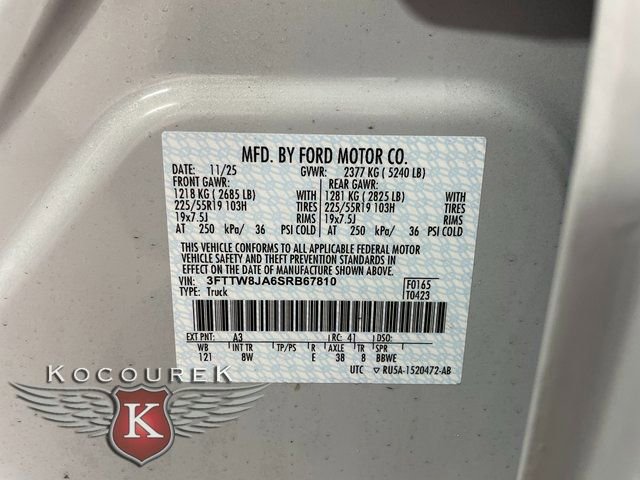 MFD. BY FORD MOTOR CO.
DATE: 11/25 GVWR: 2377 KG ( 5240 LB)
FRONT GAWR: REAR GAWR:
1218 KG ( 2685 LB) WITH 1281 KG ( 2825 LB) WITH
225/55R19 103H TIRES 225/55R19 103H TIRES
19x7.5J RIMS 19x7.5J RIMS
AT 250 kPa/ 36 PSI COLD AT 250 kPa/ 36 PSI COLD
THIS VEHICLE CONFORMS TO ALL APPLICABLE FEDERAL MOTOR
VEHICLE SAFETY AND THEFT PREVENTION STANDARDS IN
EFFECT ON THE DATE OF MANUFACTURE SHOWN ABOVE.
VIN: 3FTTW8JA6SRB67810 F0165
TYPE: Truck T0423
EXT PNT: A3 RC: 41 DSO:
WB INT TR TP/PS R AXLE TR SPR
121 8W E 38 8 BBWE
UTC ▽ RU5A-1520472-AB
KOCOUREK
K